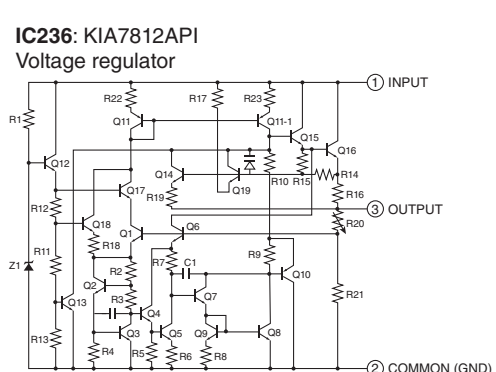 IC236: KIA7812API
Voltage regulator
1 INPUT
R22 R17 R23
R1 Q11 Q11-1 Q15
Q12 Q14 Q19 R10 R15 R14 Q16
Q17 R19 R16
R12 3 OUTPUT
Q18 Q1 Q6 R20
R18
R11 R7 C1 R9
Z1 Q2 R2 Q10
Q13 R3 Q4 Q7 R21
Q3 Q5 Q9 Q8
R13 R4 R5 R6 R8
2 COMMON (GND)